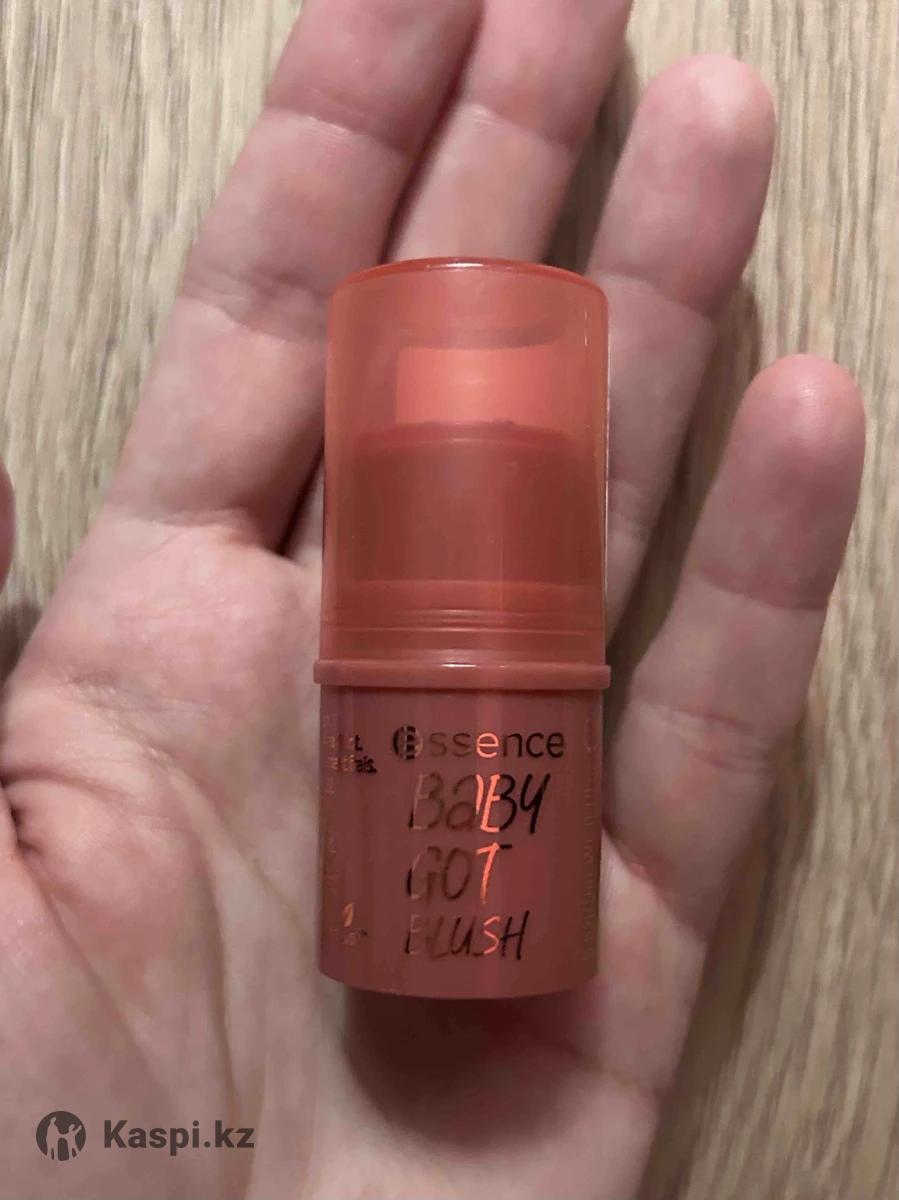 essence
BABY
GOT
BLUSH
Kaspi.kz